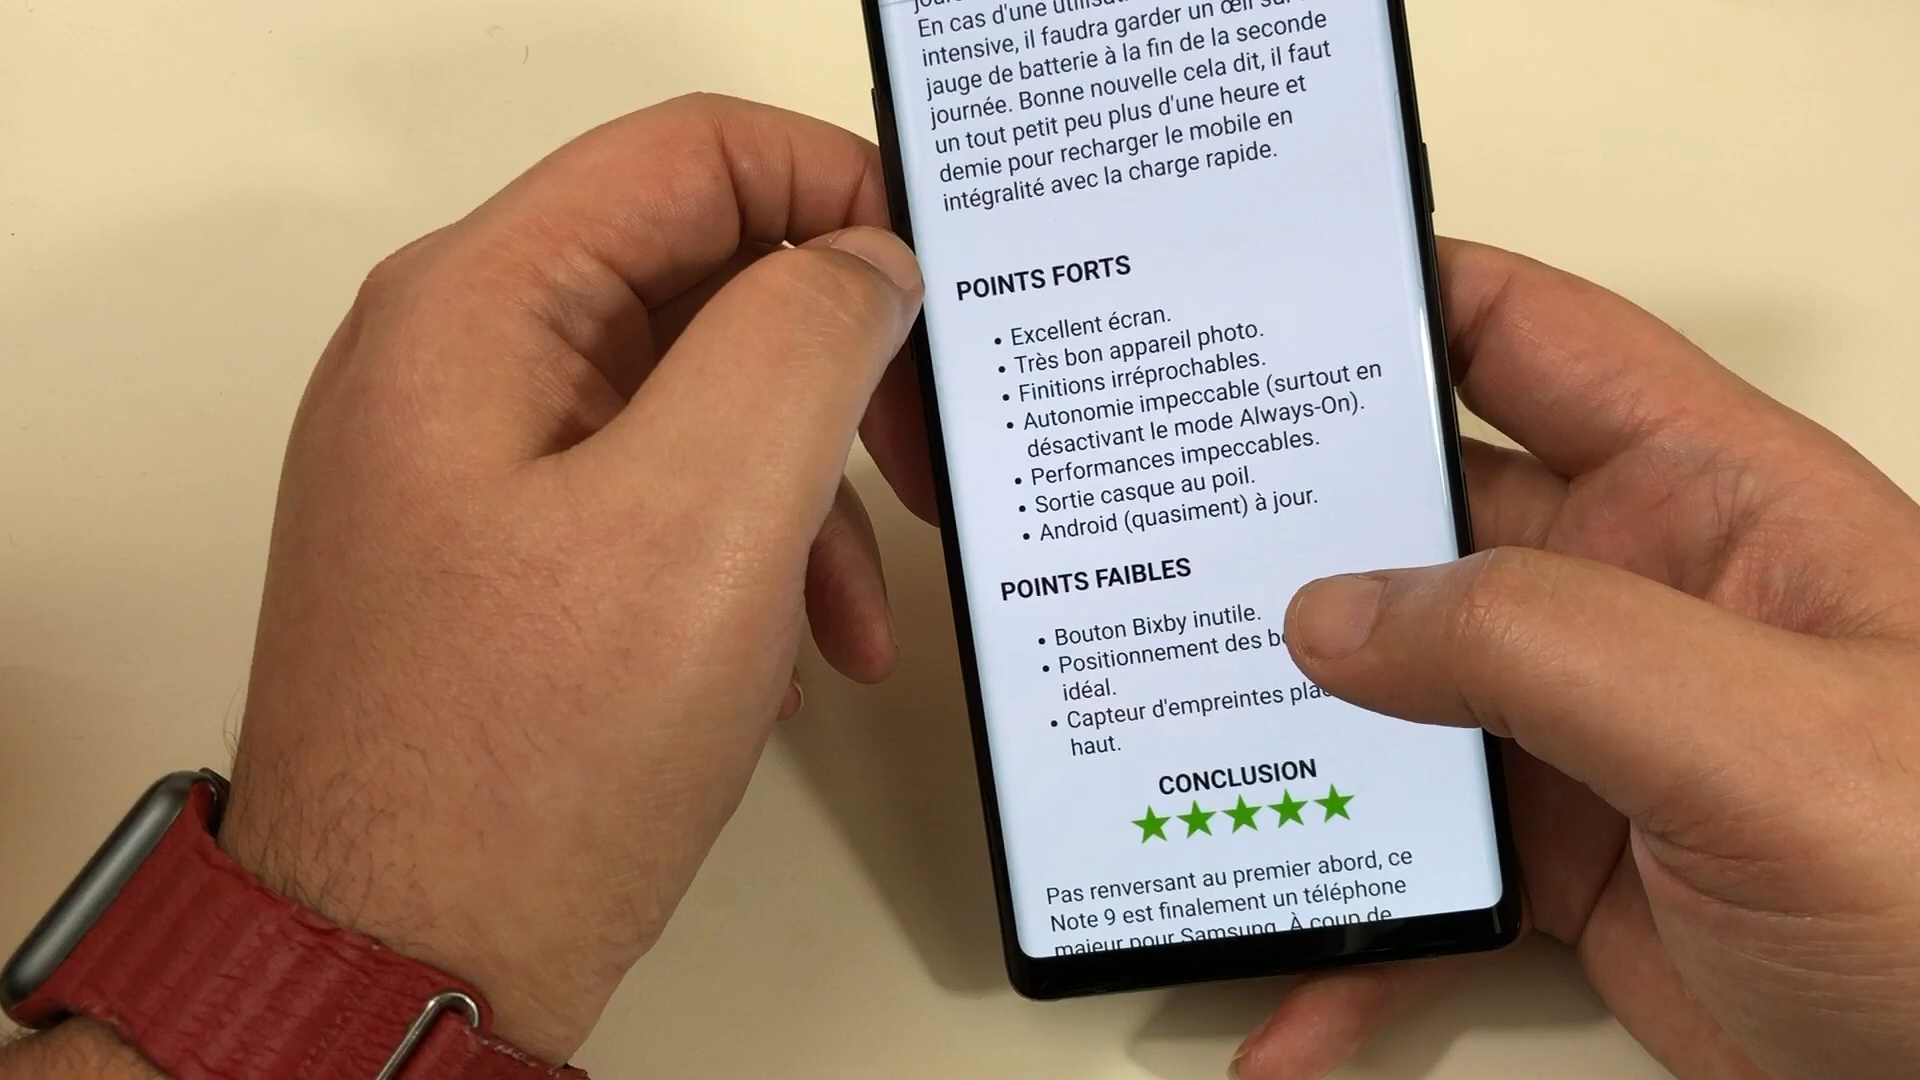 En cas d'une
intensive, il faudra garder un œil sur
jauge de batterie à la fin de la seconde
journée. Bonne nouvelle cela dit, il faut
un tout petit peu plus d'une heure et
demie pour recharger le mobile en
intégralité avec la charge rapide.
POINTS FORTS
• Excellent écran.
• Très bon appareil photo.
• Finitions irréprochables.
• Autonomie impeccable (surtout en
désactivant le mode Always-On).
• Performances impeccables.
• Sortie casque au poil.
• Android (quasiment) à jour.
POINTS FAIBLES
• Bouton Bixby inutile.
• Positionnement des
idéal.
• Capteur d'empreintes
haut.
CONCLUSION
Pas renversant au premier abord, ce
Note 9 est finalement un téléphone
majeur pour Samsung. À coup de